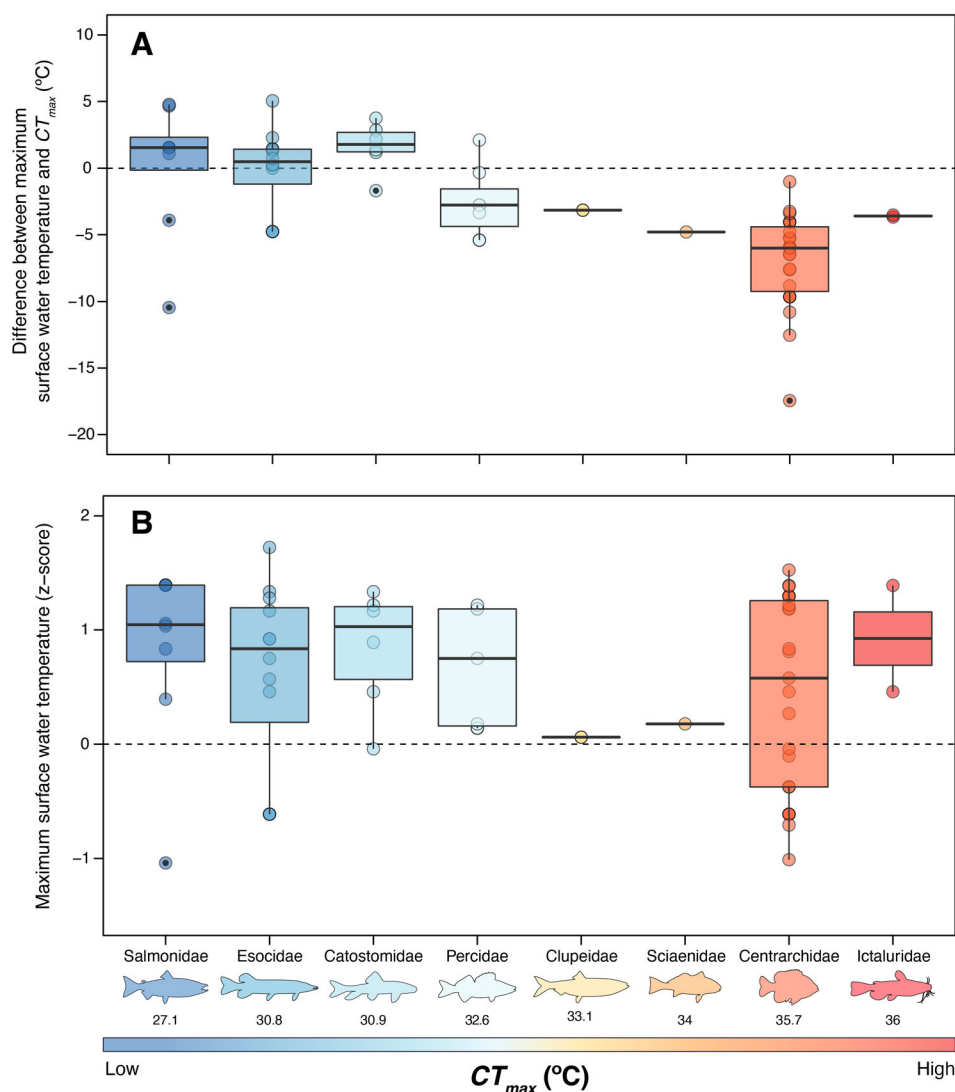 A
Difference between maximum
surface water temperature and CTmax (ºC)
10
5
0
−5
−10
−15
−20
B
Maximum surface water temperature (z−score)
2
1
0
−1
Salmonidae Esocidae Catostomidae Percidae Clupeidae Sciaenidae Centrarchidae Ictaluridae
27.1 30.8 30.9 32.6 33.1 34 35.7 36
Low High
CTmax (ºC)